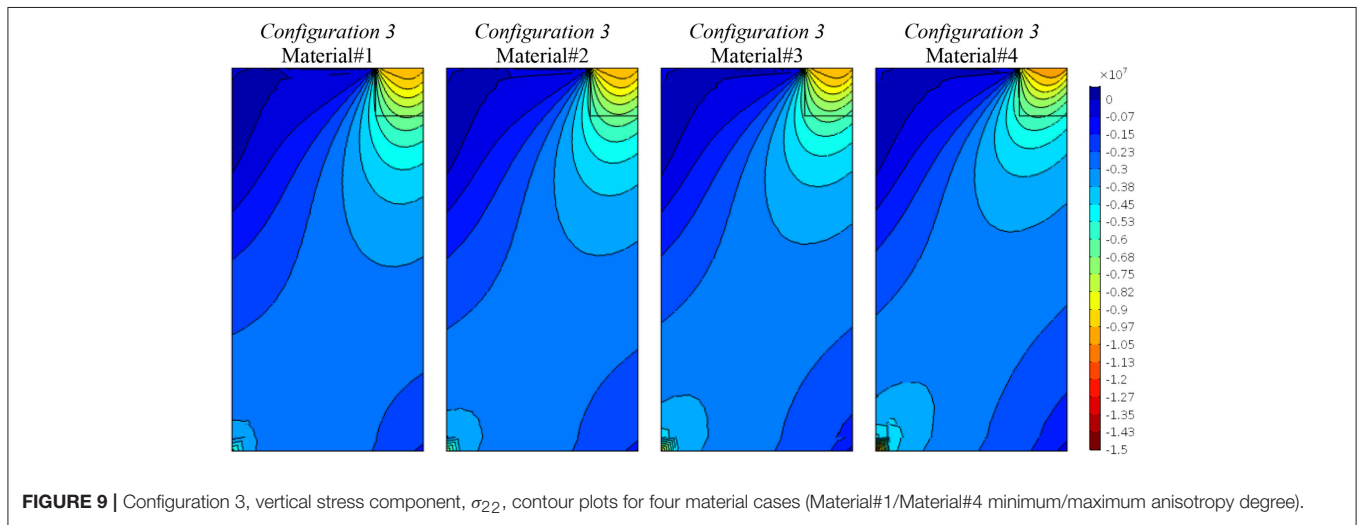 Configuration 3
Material#1
Configuration 3
Material#2
Configuration 3
Material#3
Configuration 3
Material#4
×10⁷
0
-0.07
-0.15
-0.23
-0.3
-0.38
-0.45
-0.53
-0.6
-0.68
-0.75
-0.82
-0.9
-0.97
-1.05
-1.13
-1.2
-1.27
-1.35
-1.43
-1.5
FIGURE 9 | Configuration 3, vertical stress component, σ₂₂, contour plots for four material cases (Material#1/Material#4 minimum/maximum anisotropy degree).